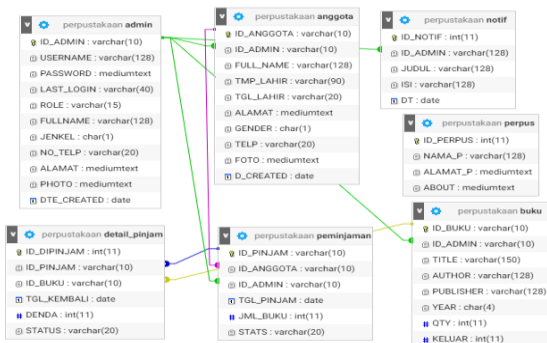 perpustakaan admin
ID_ADMIN : varchar(10)
USERNAME : varchar(128)
PASSWORD : mediumtext
LAST_LOGIN : varchar(40)
ROLE : varchar(15)
FULLNAME : varchar(128)
JENKEL : char(1)
NO_TELP : varchar(20)
ALAMAT : mediumtext
PHOTO : mediumtext
DTE_CREATED : date
perpustakaan anggota
ID_ANGGOTA : varchar(10)
ID_ADMIN : varchar(10)
FULL_NAME : varchar(128)
TMP_LAHIR : varchar(90)
TGL_LAHIR : varchar(20)
ALAMAT : mediumtext
GENDER : char(1)
TELP : varchar(20)
FOTO : mediumtext
D_CREATED : date
perpustakaan notif
ID_NOTIF : int(11)
ID_ADMIN : varchar(128)
JUDUL : varchar(128)
ISI : varchar(128)
DT : date
perpustakaan perpus
ID_PERPUS : int(11)
NAMA_P : varchar(128)
ALAMAT_P : mediumtext
ABOUT : mediumtext
perpustakaan detail_pinjam
ID_DIPINJAM : int(11)
ID_PINJAM : varchar(10)
ID_BUKU : varchar(10)
TGL_KEMBALI : date
DENDA : int(11)
STATUS : varchar(20)
perpustakaan peminjaman
ID_PINJAM : varchar(10)
ID_ANGGOTA : varchar(10)
ID_ADMIN : varchar(10)
TGL_PINJAM : date
JML_BUKU : int(11)
STATS : varchar(20)
perpustakaan buku
ID_BUKU : varchar(10)
ID_ADMIN : varchar(10)
TITLE : varchar(150)
AUTHOR : varchar(128)
PUBLISHER : varchar(128)
YEAR : char(4)
QTY : int(11)
KELUAR : int(11)